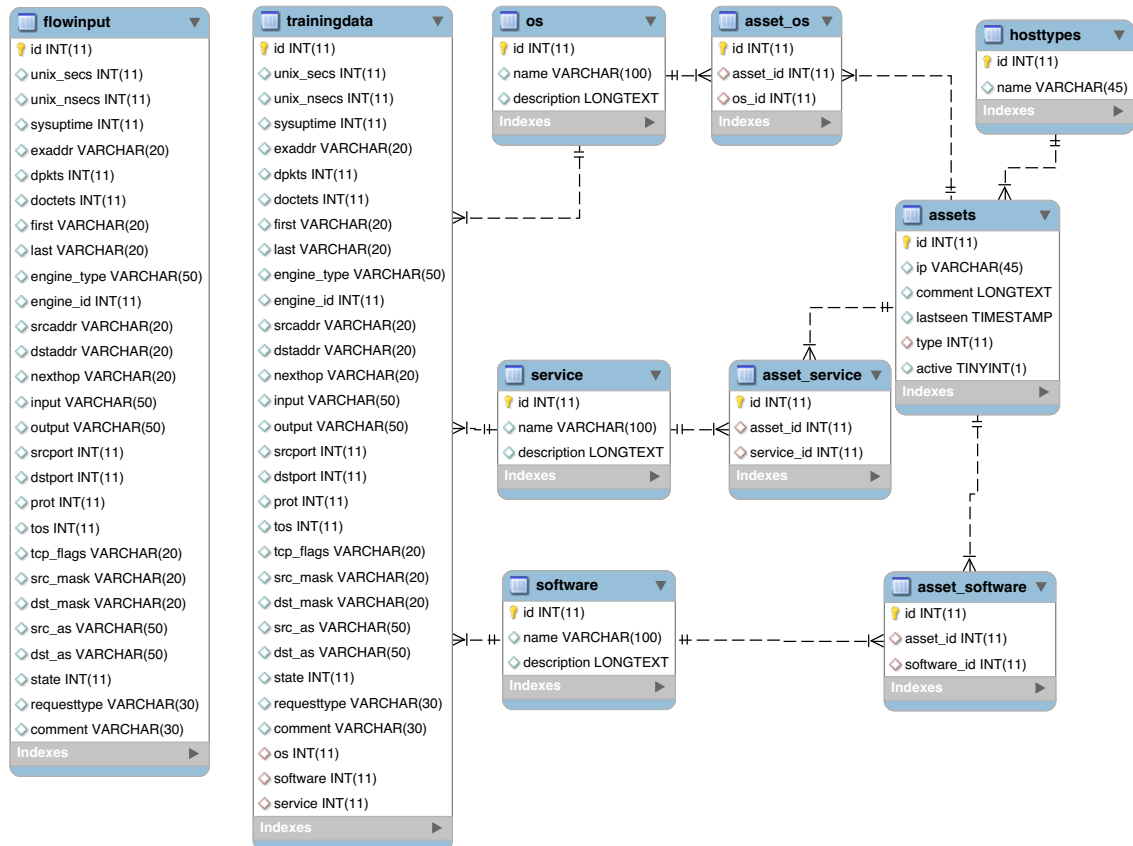 flowinput
id INT(11)
unix_secs INT(11)
unix_nsecs INT(11)
sysuptime INT(11)
exaddr VARCHAR(20)
dpkts INT(11)
doctets INT(11)
first VARCHAR(20)
last VARCHAR(20)
engine_type VARCHAR(50)
engine_id INT(11)
srcaddr VARCHAR(20)
dstaddr VARCHAR(20)
nexthop VARCHAR(20)
input VARCHAR(50)
output VARCHAR(50)
srcport INT(11)
dstport INT(11)
prot INT(11)
tos INT(11)
tcp_flags VARCHAR(20)
src_mask VARCHAR(20)
dst_mask VARCHAR(20)
src_as VARCHAR(50)
dst_as VARCHAR(50)
state INT(11)
requesttype VARCHAR(30)
comment VARCHAR(30)
Indexes
trainingdata
id INT(11)
unix_secs INT(11)
unix_nsecs INT(11)
sysuptime INT(11)
exaddr VARCHAR(20)
dpkts INT(11)
doctets INT(11)
first VARCHAR(20)
last VARCHAR(20)
engine_type VARCHAR(50)
engine_id INT(11)
srcaddr VARCHAR(20)
dstaddr VARCHAR(20)
nexthop VARCHAR(20)
input VARCHAR(50)
output VARCHAR(50)
srcport INT(11)
dstport INT(11)
prot INT(11)
tos INT(11)
tcp_flags VARCHAR(20)
src_mask VARCHAR(20)
dst_mask VARCHAR(20)
src_as VARCHAR(50)
dst_as VARCHAR(50)
state INT(11)
requesttype VARCHAR(30)
comment VARCHAR(30)
os INT(11)
software INT(11)
service INT(11)
Indexes
os
id INT(11)
name VARCHAR(100)
description LONGTEXT
Indexes
asset_os
id INT(11)
asset_id INT(11)
os_id INT(11)
Indexes
hosttypes
id INT(11)
name VARCHAR(45)
Indexes
assets
id INT(11)
ip VARCHAR(45)
comment LONGTEXT
lastseen TIMESTAMP
type INT(11)
active TINYINT(1)
Indexes
service
id INT(11)
name VARCHAR(100)
description LONGTEXT
Indexes
asset_service
id INT(11)
asset_id INT(11)
service_id INT(11)
Indexes
software
id INT(11)
name VARCHAR(100)
description LONGTEXT
Indexes
asset_software
id INT(11)
asset_id INT(11)
software_id INT(11)
Indexes